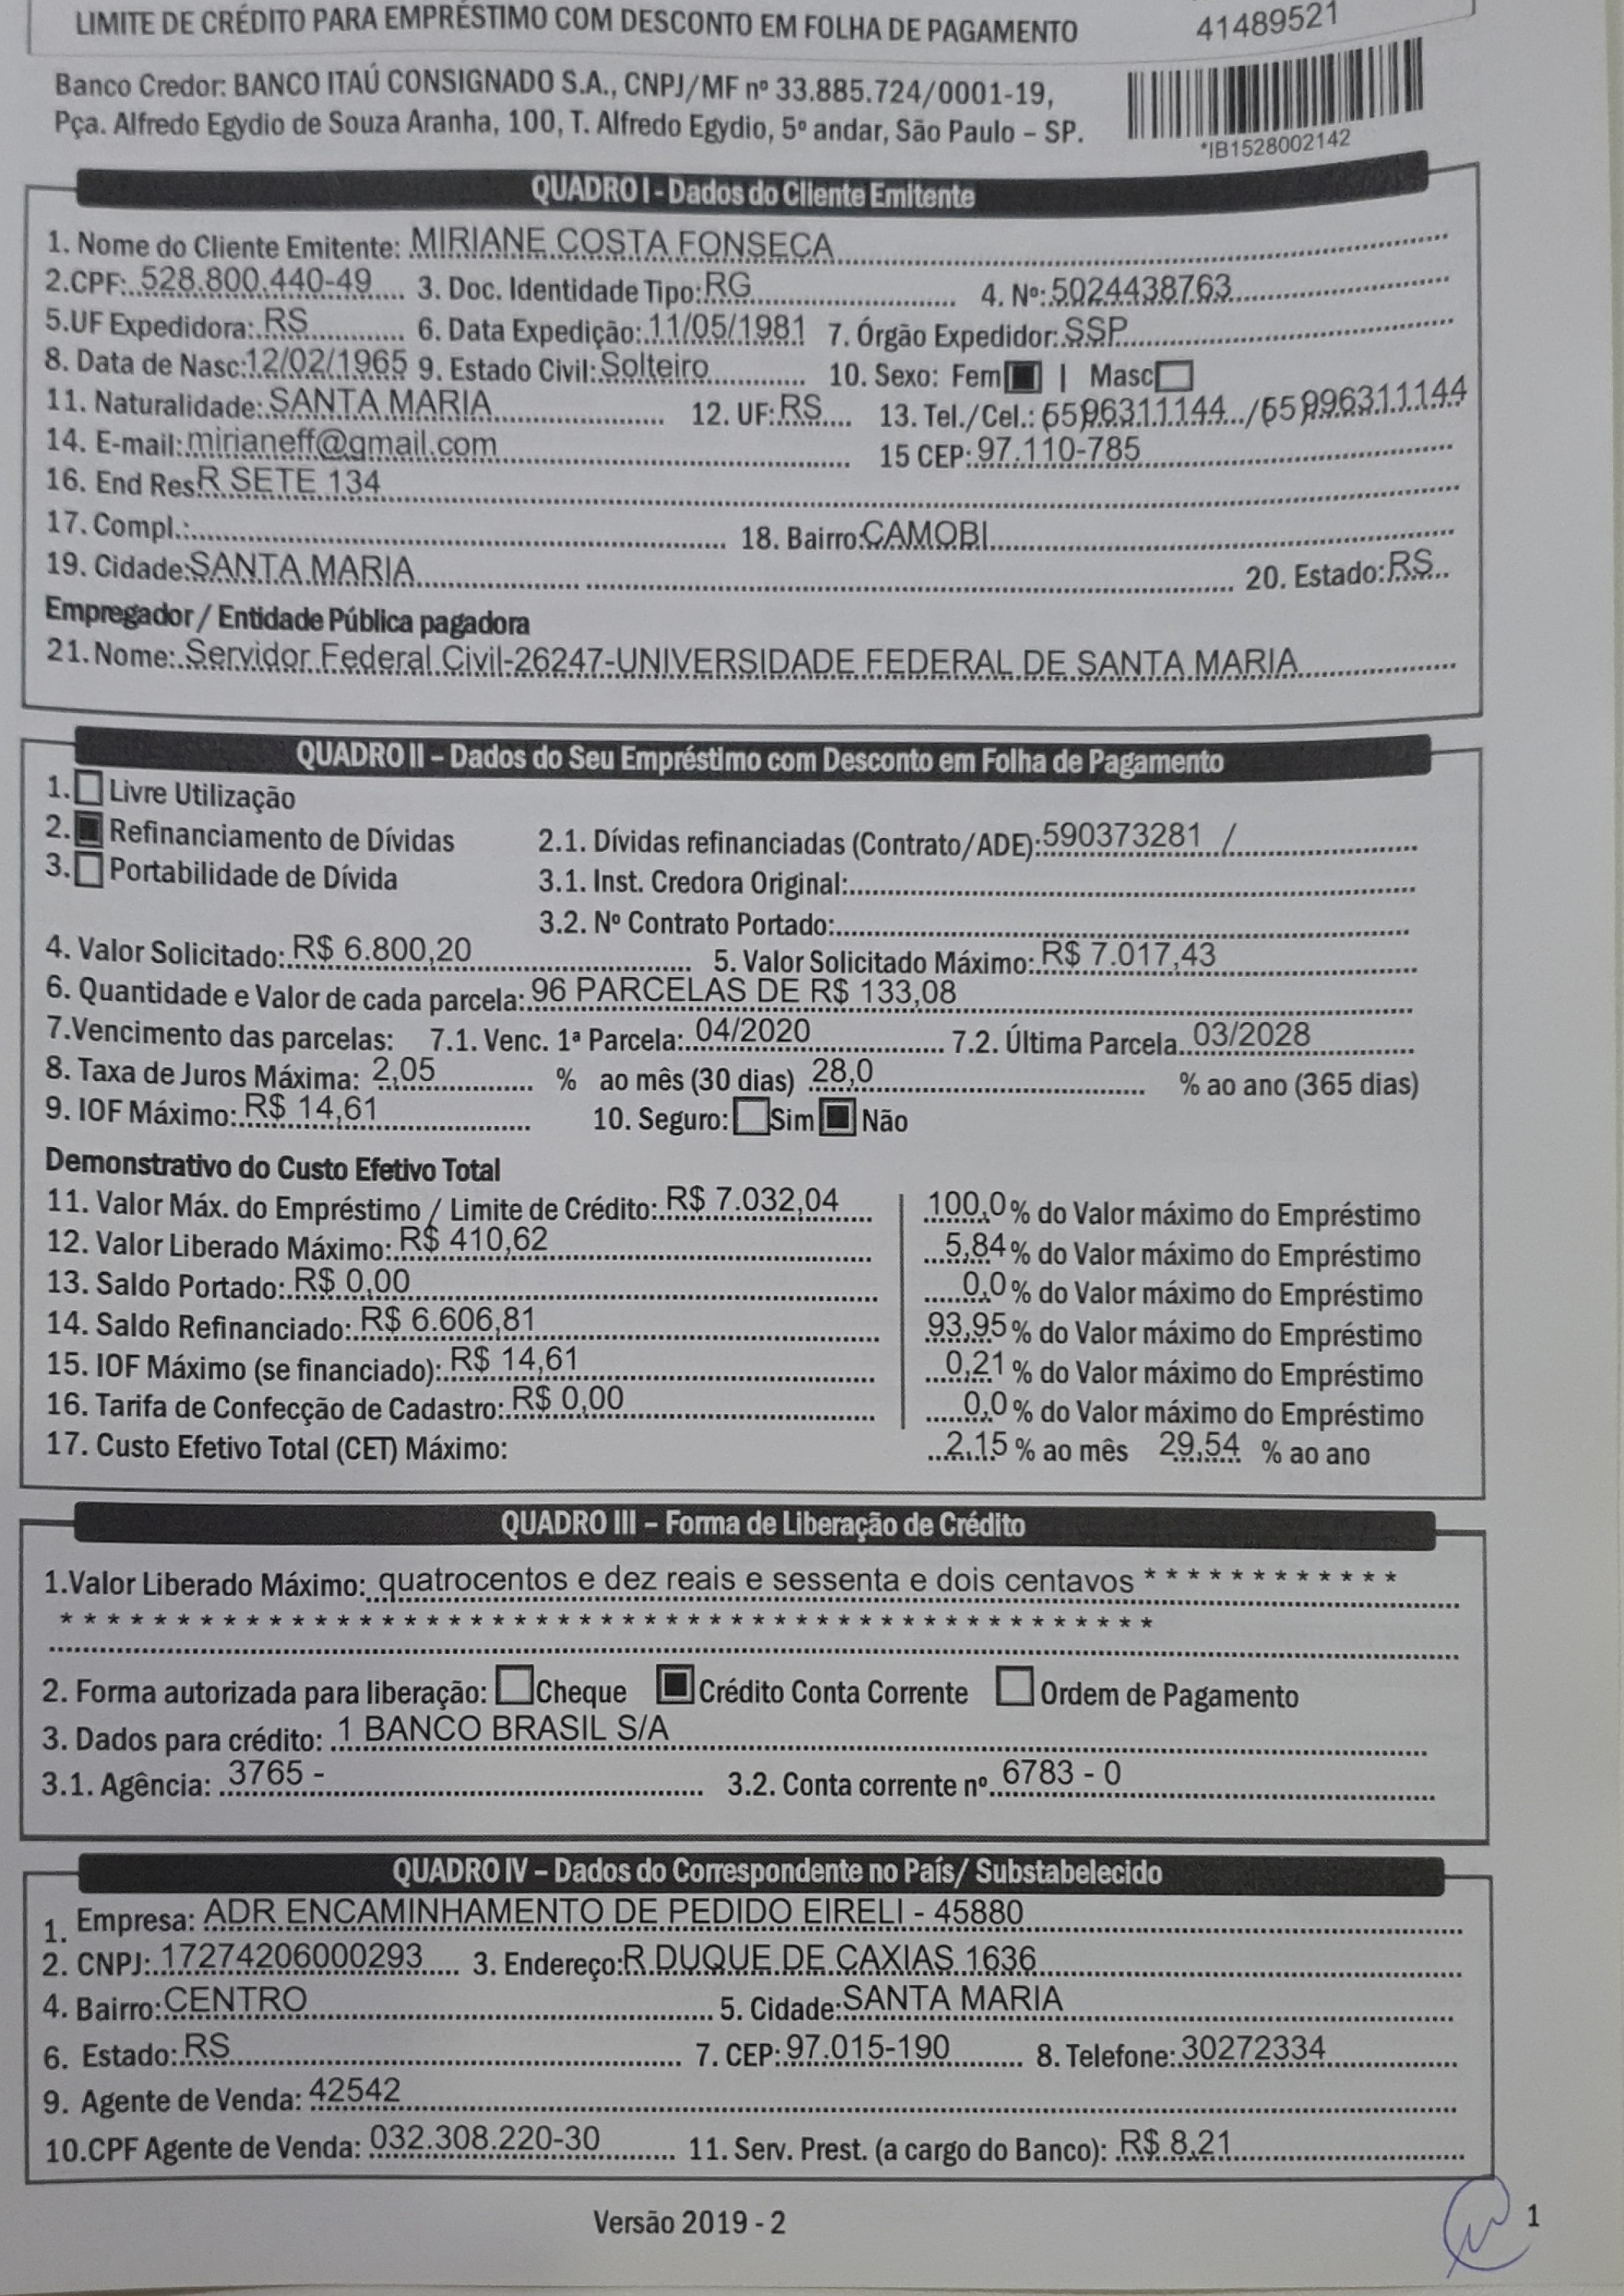 LIMITE DE CRÉDITO PARA EMPRÉSTIMO COM DESCONTO EM FOLHA DE PAGAMENTO 41489521
Banco Credor: BANCO ITAÚ CONSIGNADO S.A., CNPJ/MF nº 33.885.724/0001-19,
Pça. Alfredo Egydio de Souza Aranha, 100, T. Alfredo Egydio, 5º andar, São Paulo – SP.
*IB1528002142
QUADRO I - Dados do Cliente Emitente
1. Nome do Cliente Emitente: MIRIANE COSTA FONSECA
2.CPF: 528.800.440-49 3. Doc. Identidade Tipo: RG 4. Nº: 5024438763
5.UF Expedidora: RS 6. Data Expedição: 11/05/1981 7. Órgão Expedidor: SSP
8. Data de Nasc: 12/02/1965 9. Estado Civil: Solteiro 10. Sexo: Fem | Masc
11. Naturalidade: SANTA MARIA 12. UF: RS 13. Tel./Cel.:
14. E-mail: mirianeff@gmail.com 15 CEP: 97.110-785
16. End Res R SETE 134
17. Compl.: 18. Bairro: CAMOBI
19. Cidade: SANTA MARIA 20. Estado: RS
Empregador / Entidade Pública pagadora
21. Nome: Servidor Federal Civil-26247-UNIVERSIDADE FEDERAL DE SANTA MARIA
QUADRO II – Dados do Seu Empréstimo com Desconto em Folha de Pagamento
1. Livre Utilização
2. Refinanciamento de Dívidas 2.1. Dívidas refinanciadas (Contrato/ADE): 590373281 /
3. Portabilidade de Dívida 3.1. Inst. Credora Original:
3.2. Nº Contrato Portado:
4. Valor Solicitado: R$ 6.800,20 5. Valor Solicitado Máximo: R$ 7.017,43
6. Quantidade e Valor de cada parcela: 96 PARCELAS DE R$ 133,08
7.Vencimento das parcelas: 7.1. Venc. 1ª Parcela: 04/2020 7.2. Última Parcela 03/2028
8. Taxa de Juros Máxima: 2,05 % ao mês (30 dias) 28,0 % ao ano (365 dias)
9. IOF Máximo: R$ 14,61 10. Seguro: Sim Não
Demonstrativo do Custo Efetivo Total
11. Valor Máx. do Empréstimo / Limite de Crédito: R$ 7.032,04 100,0 % do Valor máximo do Empréstimo
12. Valor Liberado Máximo: R$ 410,62 5,84 % do Valor máximo do Empréstimo
13. Saldo Portado: R$ 0,00 0,0 % do Valor máximo do Empréstimo
14. Saldo Refinanciado: R$ 6.606,81 93,95 % do Valor máximo do Empréstimo
15. IOF Máximo (se financiado): R$ 14,61 0,21 % do Valor máximo do Empréstimo
16. Tarifa de Confecção de Cadastro: R$ 0,00 0,0 % do Valor máximo do Empréstimo
17. Custo Efetivo Total (CET) Máximo: 2,15 % ao mês 29,54 % ao ano
QUADRO III – Forma de Liberação de Crédito
1.Valor Liberado Máximo: quatrocentos e dez reais e sessenta e dois centavos * * * * * * * * * * * *
* * * * * * * * * * * * * * * * * * * * * * * * * * * * * * * * * * * * * * * * * * * * * * * * * *
2. Forma autorizada para liberação: Cheque Crédito Conta Corrente Ordem de Pagamento
3. Dados para crédito: 1 BANCO BRASIL S/A
3.1. Agência: 3765 - 3.2. Conta corrente nº 6783 - 0
QUADRO IV – Dados do Correspondente no País/ Substabelecido
1. Empresa: ADR ENCAMINHAMENTO DE PEDIDO EIRELI - 45880
2. CNPJ: 17274206000293 3. Endereço: R DUQUE DE CAXIAS 1636
4. Bairro: CENTRO 5. Cidade: SANTA MARIA
6. Estado: RS 7. CEP: 97.015-190 8. Telefone: 30272334
9. Agente de Venda: 42542
10.CPF Agente de Venda: 032.308.220-30 11. Serv. Prest. (a cargo do Banco): R$ 8,21
Versão 2019 - 2 1